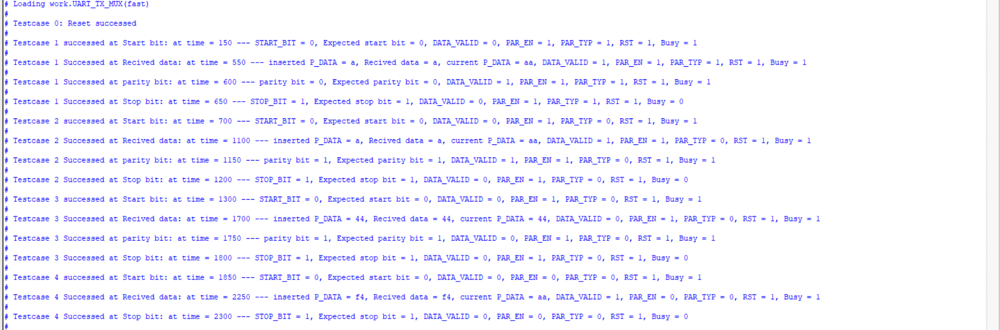 # Loading work.UART_TX_MUX(fast)
#
# Testcase 0: Reset successed
#
# Testcase 1 successed at Start bit: at time = 150 --- START_BIT = 0, Expected start bit = 0, DATA_VALID = 0, PAR_EN = 1, PAR_TYP = 1, RST = 1, Busy = 1
#
# Testcase 1 Successed at Recived data: at time = 550 --- inserted P_DATA = a, Recived data = a, current P_DATA = aa, DATA_VALID = 1, PAR_EN = 1, PAR_TYP = 1, RST = 1, Busy = 1
#
# Testcase 1 Successed at parity bit: at time = 600 --- parity bit = 0, Expected parity bit = 0, DATA_VALID = 1, PAR_EN = 1, PAR_TYP = 1, RST = 1, Busy = 1
#
# Testcase 1 Successed at Stop bit: at time = 650 --- STOP_BIT = 1, Expected stop bit = 1, DATA_VALID = 0, PAR_EN = 1, PAR_TYP = 1, RST = 1, Busy = 0
#
# Testcase 2 successed at Start bit: at time = 700 --- START_BIT = 0, Expected start bit = 0, DATA_VALID = 0, PAR_EN = 1, PAR_TYP = 0, RST = 1, Busy = 1
#
# Testcase 2 Successed at Recived data: at time = 1100 --- inserted P_DATA = a, Recived data = a, current P_DATA = aa, DATA_VALID = 1, PAR_EN = 1, PAR_TYP = 0, RST = 1, Busy = 1
#
# Testcase 2 Successed at parity bit: at time = 1150 --- parity bit = 1, Expected parity bit = 1, DATA_VALID = 1, PAR_EN = 1, PAR_TYP = 0, RST = 1, Busy = 1
#
# Testcase 2 Successed at Stop bit: at time = 1200 --- STOP_BIT = 1, Expected stop bit = 1, DATA_VALID = 0, PAR_EN = 1, PAR_TYP = 0, RST = 1, Busy = 0
#
# Testcase 3 successed at Start bit: at time = 1300 --- START_BIT = 0, Expected start bit = 0, DATA_VALID = 0, PAR_EN = 1, PAR_TYP = 0, RST = 1, Busy = 1
#
# Testcase 3 Successed at Recived data: at time = 1700 --- inserted P_DATA = 44, Recived data = 44, current P_DATA = 44, DATA_VALID = 0, PAR_EN = 1, PAR_TYP = 0, RST = 1, Busy = 1
#
# Testcase 3 Successed at parity bit: at time = 1750 --- parity bit = 1, Expected parity bit = 1, DATA_VALID = 0, PAR_EN = 1, PAR_TYP = 0, RST = 1, Busy = 1
#
# Testcase 3 Successed at Stop bit: at time = 1800 --- STOP_BIT = 1, Expected stop bit = 1, DATA_VALID = 0, PAR_EN = 1, PAR_TYP = 0, RST = 1, Busy = 0
#
# Testcase 4 successed at Start bit: at time = 1850 --- START_BIT = 0, Expected start bit = 0, DATA_VALID = 0, PAR_EN = 0, PAR_TYP = 0, RST = 1, Busy = 1
#
# Testcase 4 Successed at Recived data: at time = 2250 --- inserted P_DATA = f4, Recived data = f4, current P_DATA = aa, DATA_VALID = 1, PAR_EN = 0, PAR_TYP = 0, RST = 1, Busy = 1
#
# Testcase 4 Successed at Stop bit: at time = 2300 --- STOP_BIT = 1, Expected stop bit = 1, DATA_VALID = 0, PAR_EN = 0, PAR_TYP = 0, RST = 1, Busy = 0
#